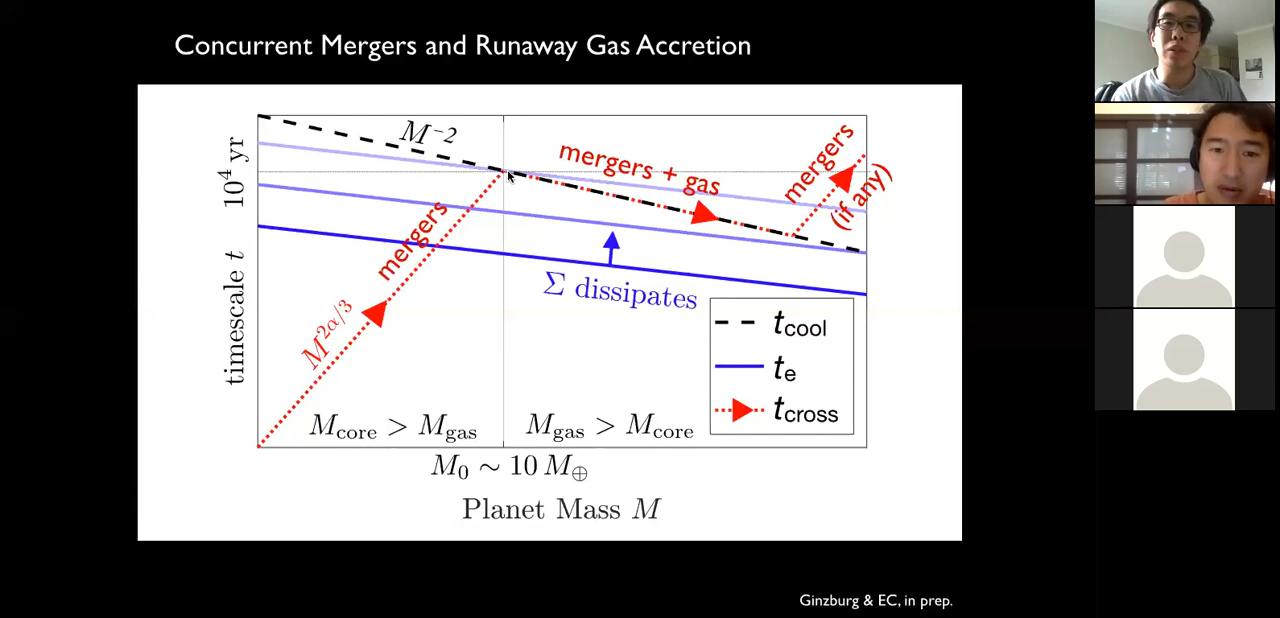 Concurrent Mergers and Runaway Gas Accretion
M⁻²
mergers + gas
mergers
(if any)
10⁴ yr
timescale t
mergers
M^{2α/3}
Σ dissipates
t_cool
t_e
t_cross
M_core > M_gas
M_gas > M_core
M₀ ∼ 10 M_⊕
Planet Mass M
Ginzburg & EC, in prep.